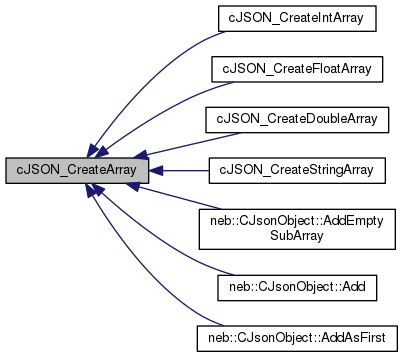 cJSON_CreateIntArray
cJSON_CreateFloatArray
cJSON_CreateDoubleArray
cJSON_CreateArray
cJSON_CreateStringArray
neb::CJsonObject::AddEmpty
SubArray
neb::CJsonObject::Add
neb::CJsonObject::AddAsFirst